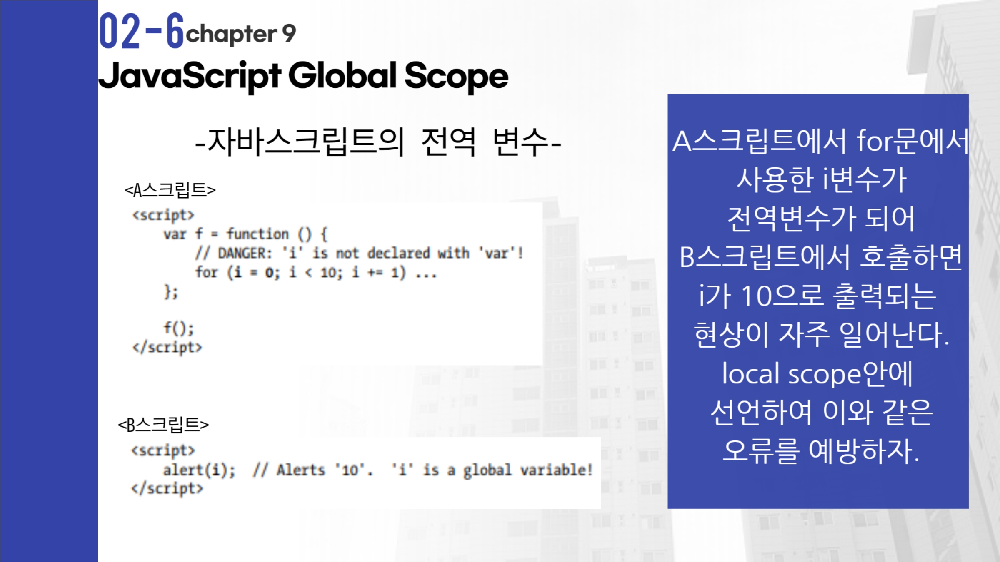 02-6 chapter 9
JavaScript Global Scope
-자바스크립트의 전역 변수-
<A스크립트>
<script>
    var f = function () {
        // DANGER: 'i' is not declared with 'var'!
        for (i = 0; i < 10; i += 1) ...
    };

    f();
</script>
<B스크립트>
<script>
    alert(i);  // Alerts '10'.  'i' is a global variable!
</script>
A스크립트에서 for문에서
사용한 i변수가
전역변수가 되어
B스크립트에서 호출하면
i가 10으로 출력되는
현상이 자주 일어난다.
local scope안에
선언하여 이와 같은
오류를 예방하자.